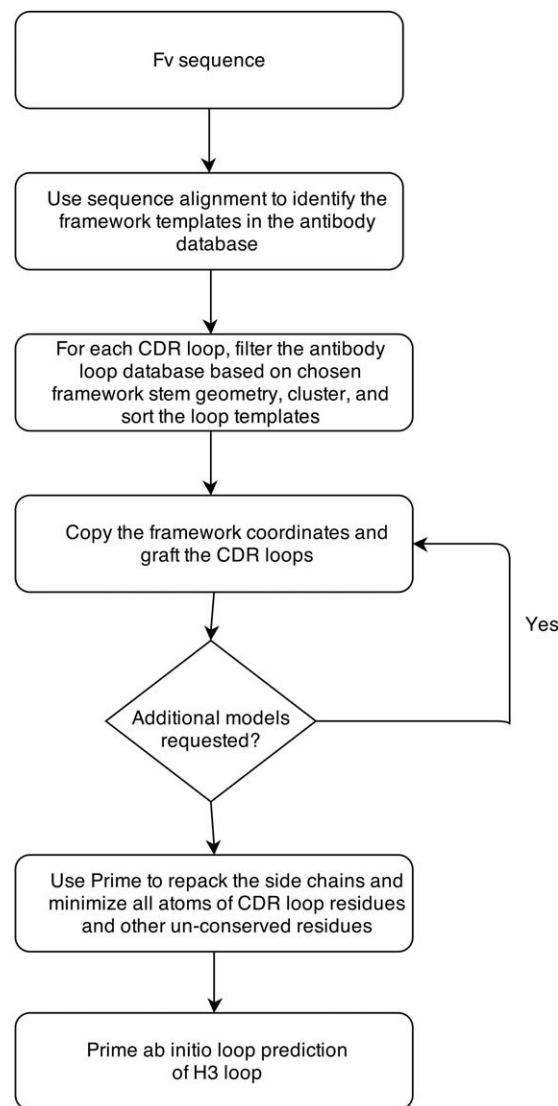 Fv sequence
Use sequence alignment to identify the
framework templates in the antibody
database
For each CDR loop, filter the antibody
loop database based on chosen
framework stem geometry, cluster, and
sort the loop templates
Copy the framework coordinates and
graft the CDR loops
Yes
Additional models
requested?
Use Prime to repack the side chains and
minimize all atoms of CDR loop residues
and other un-conserved residues
Prime ab initio loop prediction
of H3 loop